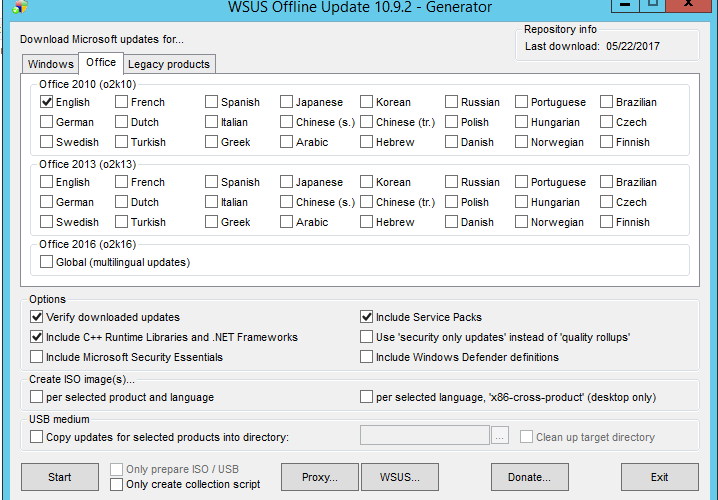 WSUS Offline Update 10.9.2 - Generator
Download Microsoft updates for...
Repository info
Last download: 05/22/2017
Windows Office Legacy products
Office 2010 (o2k10)
English French Spanish Japanese Korean Russian Portuguese Brazilian
German Dutch Italian Chinese (s.) Chinese (tr.) Polish Hungarian Czech
Swedish Turkish Greek Arabic Hebrew Danish Norwegian Finnish
Office 2013 (o2k13)
English French Spanish Japanese Korean Russian Portuguese Brazilian
German Dutch Italian Chinese (s.) Chinese (tr.) Polish Hungarian Czech
Swedish Turkish Greek Arabic Hebrew Danish Norwegian Finnish
Office 2016 (o2k16)
Global (multilingual updates)
Options
Verify downloaded updates Include Service Packs
Include C++ Runtime Libraries and .NET Frameworks Use 'security only updates' instead of 'quality rollups'
Include Microsoft Security Essentials Include Windows Defender definitions
Create ISO image(s)...
per selected product and language per selected language, 'x86-cross-product' (desktop only)
USB medium
Copy updates for selected products into directory: ... Clean up target directory
Start Only prepare ISO / USB
Only create collection script
Proxy... WSUS... Donate... Exit